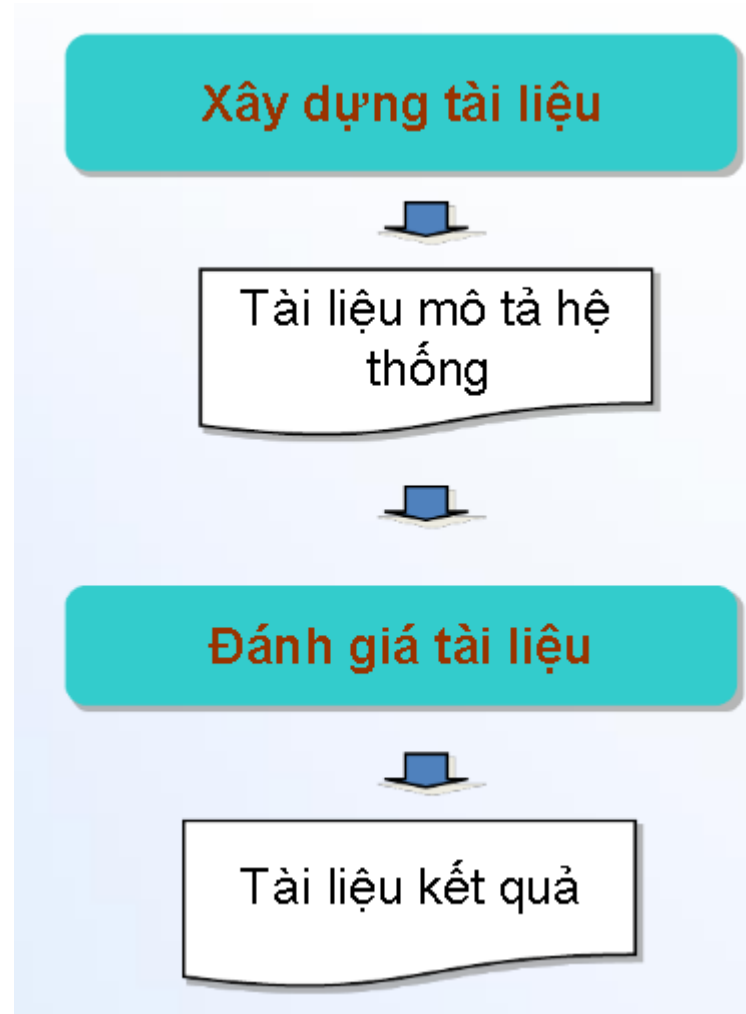 Xây dựng tài liệu
Tài liệu mô tả hệ
thống
Đánh giá tài liệu
Tài liệu kết quả